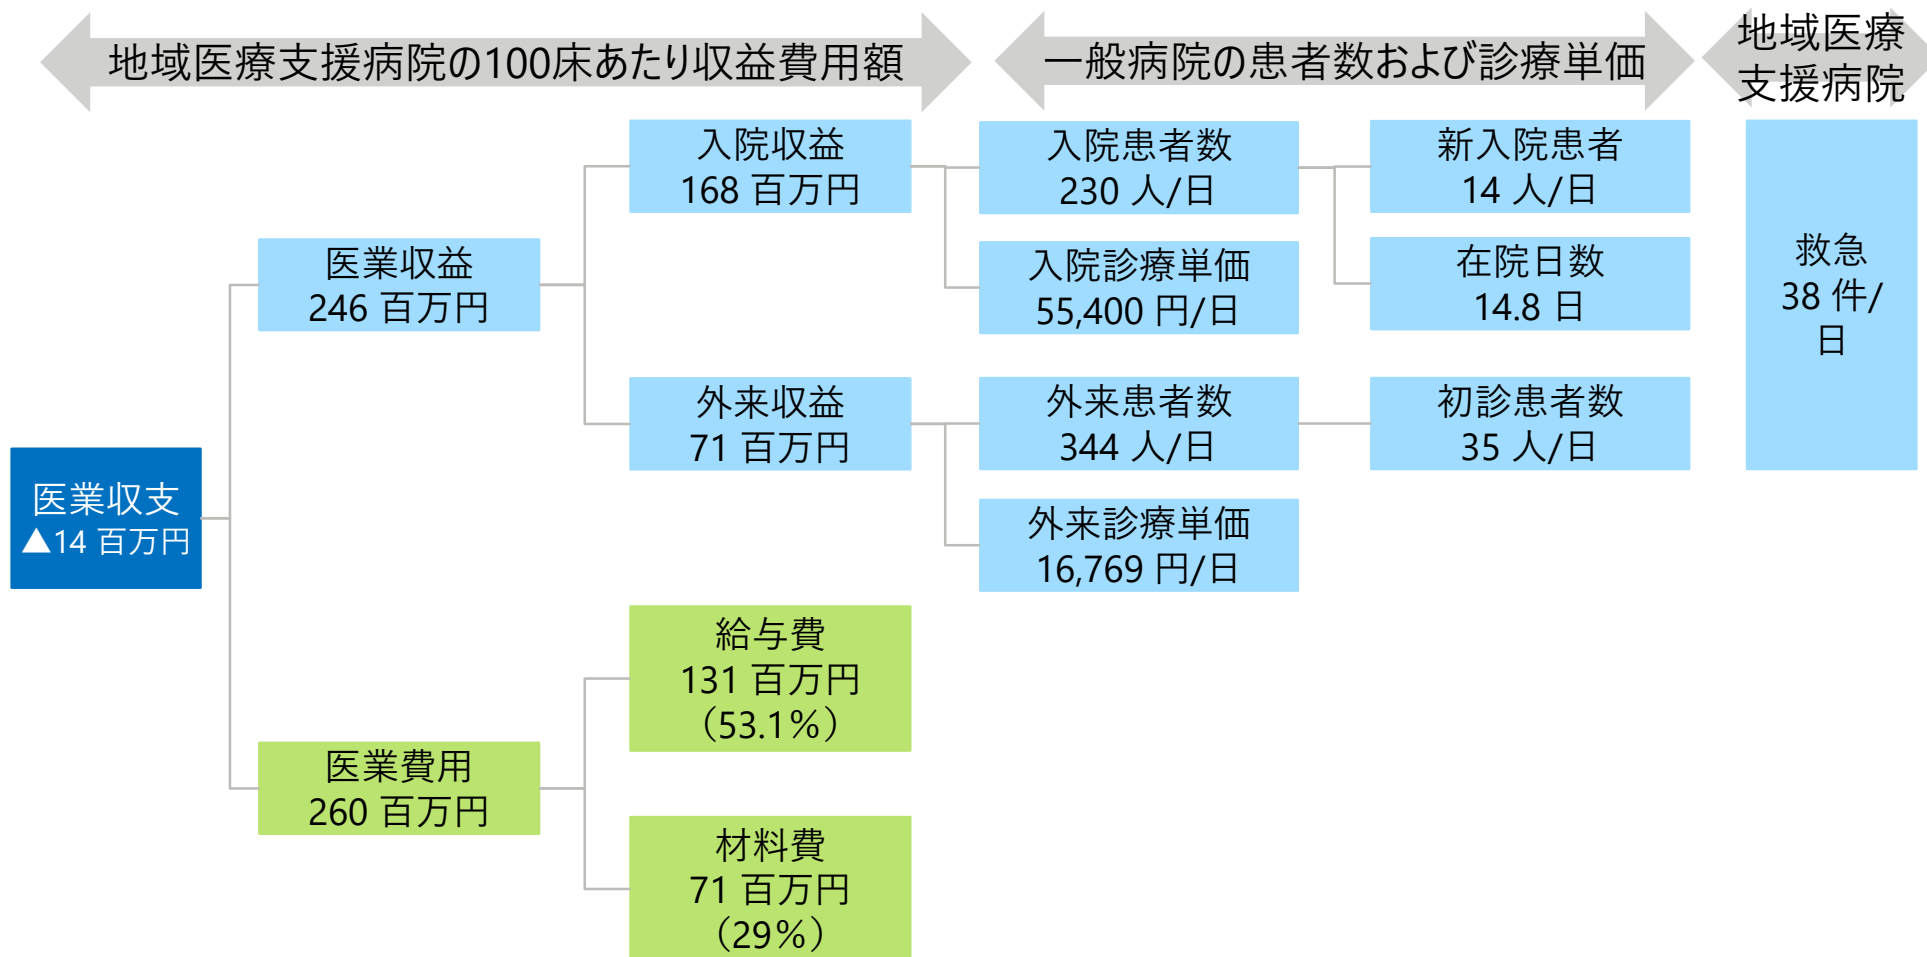 地域医療支援病院の100床あたり収益費用額
一般病院の患者数および診療単価
地域医療
支援病院
医業収支
▲14 百万円
医業収益
246 百万円
入院収益
168 百万円
入院患者数
230 人/日
新入院患者
14 人/日
在院日数
14.8 日
入院診療単価
55,400 円/日
外来収益
71 百万円
外来患者数
344 人/日
初診患者数
35 人/日
外来診療単価
16,769 円/日
救急
38 件/
日
医業費用
260 百万円
給与費
131 百万円
（53.1％）
材料費
71 百万円
（29％）